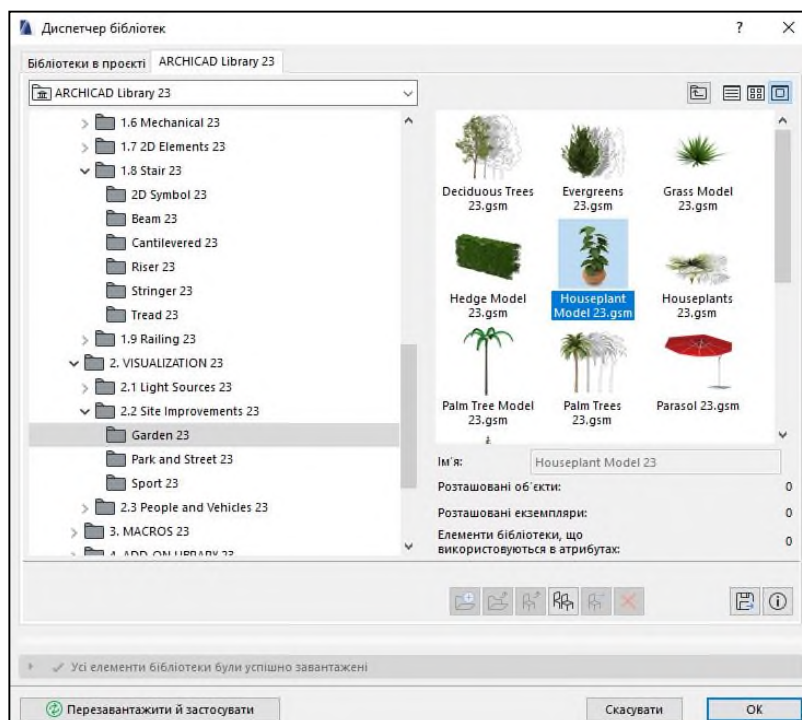 Диспетчер бібліотек
?
Бібліотеки в проєкті
ARCHICAD Library 23
ARCHICAD Library 23
1.6 Mechanical 23
1.7 2D Elements 23
1.8 Stair 23
2D Symbol 23
Beam 23
Cantilevered 23
Riser 23
Stringer 23
Tread 23
1.9 Railing 23
2. VISUALIZATION 23
2.1 Light Sources 23
2.2 Site Improvements 23
Garden 23
Park and Street 23
Sport 23
2.3 People and Vehicles 23
3. MACROS 23
4. ADD-ON LIBRARY 23
Deciduous Trees
23.gsm
Evergreens
23.gsm
Grass Model
23.gsm
Hedge Model
23.gsm
Houseplant
Model 23.gsm
Houseplants
23.gsm
Palm Tree Model
23.gsm
Palm Trees
23.gsm
Parasol 23.gsm
Ім'я:
Houseplant Model 23
Розташовані об'єкти:
0
Розташовані екземпляри:
0
Елементи бібліотеки, що
використовуються в атрибутах:
0
Усі елементи бібліотеки були успішно завантажені
Перезавантажити й застосувати
Скасувати
OK